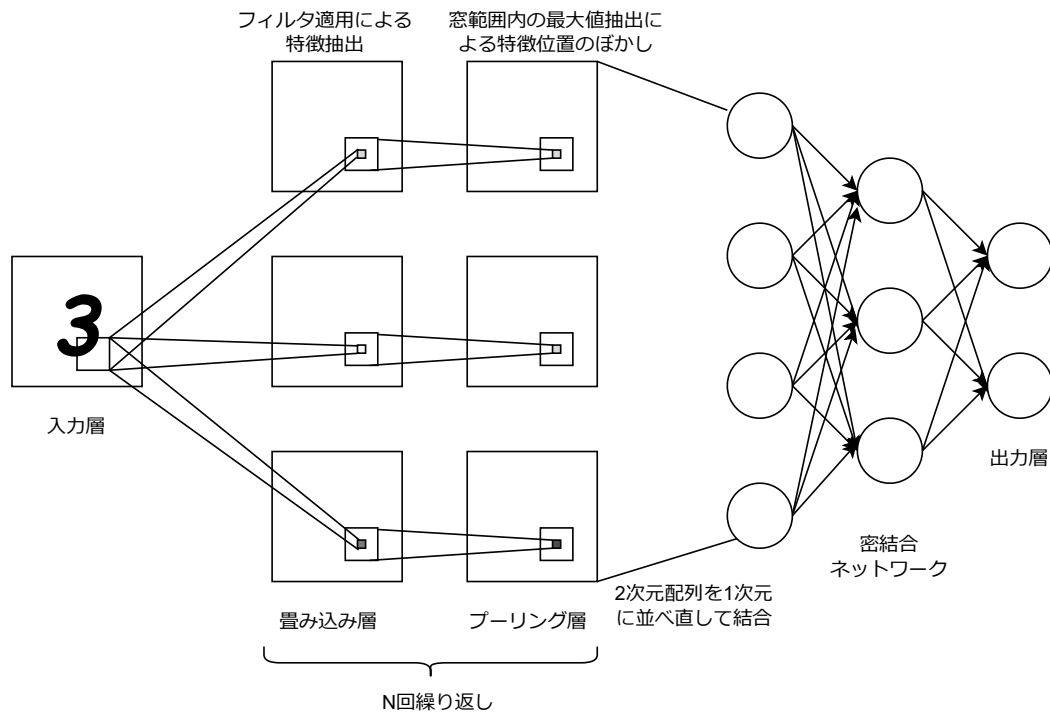 フィルタ適用による
特徴抽出
窓範囲内の最大値抽出に
よる特徴位置のぼかし
3
入力層
出力層
密結合
ネットワーク
2次元配列を1次元
に並べ直して結合
畳み込み層
プーリング層
N回繰り返し